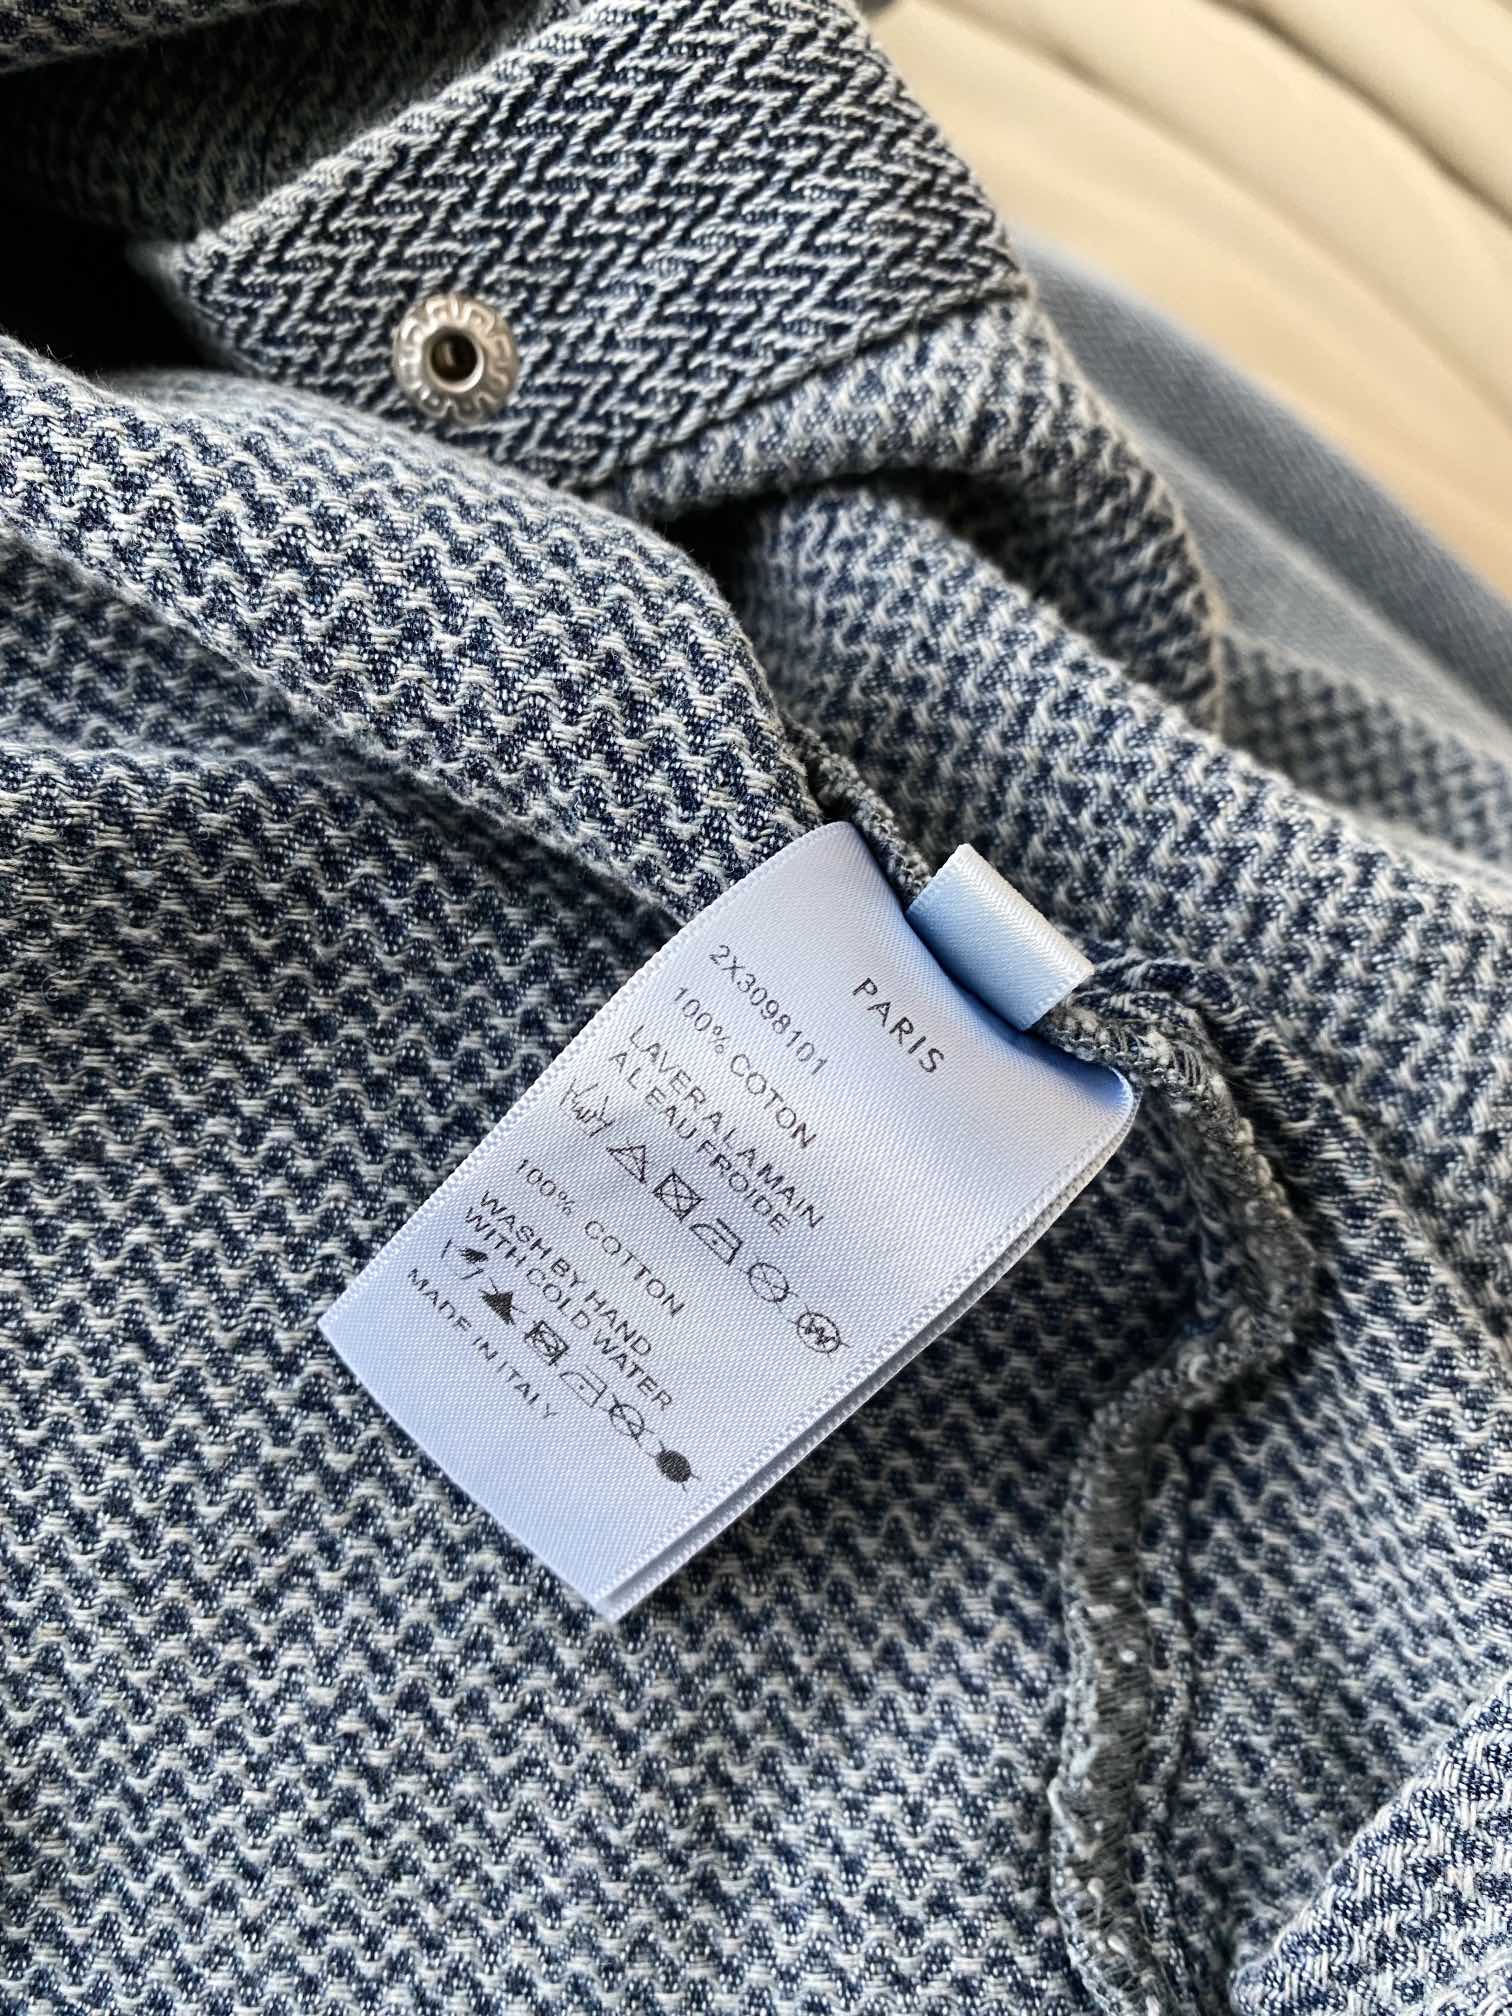 PARIS
2X3098101
100% COTON
LAVER A LA MAIN
A L EAU FROIDE
100% COTTON
WASH BY HAND
WITH COLD WATER
MADE IN ITALY